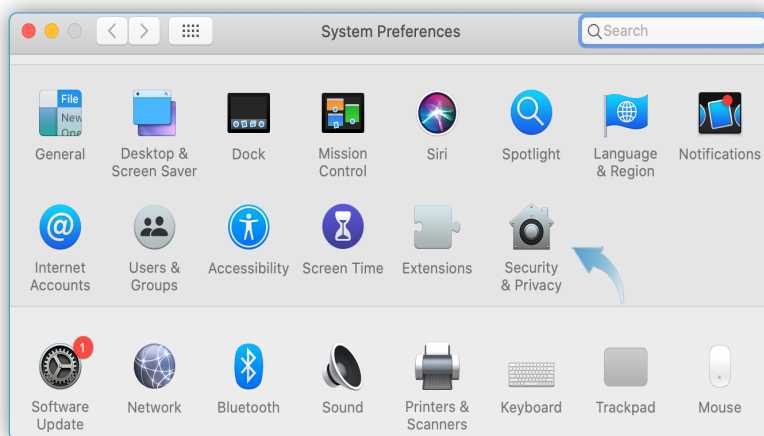 System Preferences
Search
File
New
Ope
General
Desktop &
Screen Saver
Dock
Mission
Control
Siri
Spotlight
Language
& Region
Notifications
Internet
Accounts
Users &
Groups
Accessibility
Screen Time
Extensions
Security
& Privacy
1
Software
Update
Network
Bluetooth
Sound
Printers &
Scanners
Keyboard
Trackpad
Mouse